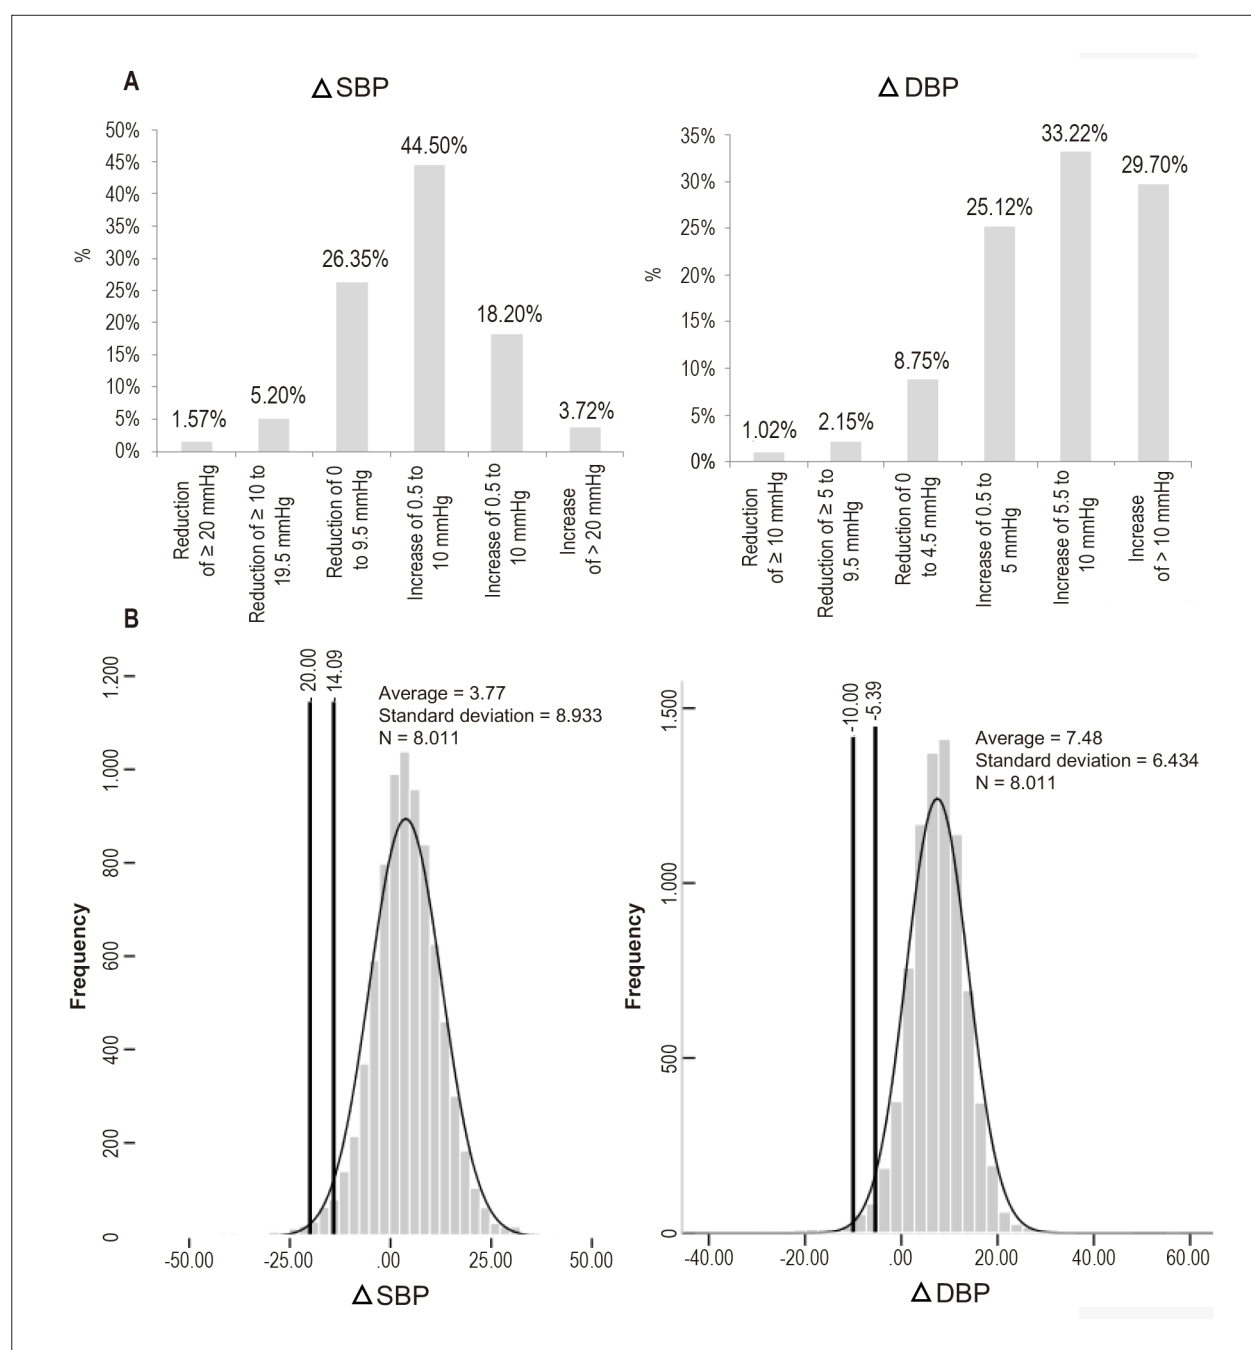 A
△ SBP
50%
45%
40%
35%
30%
25%
20%
15%
10%
5%
0%
%
1.57%
5.20%
26.35%
44.50%
18.20%
3.72%
Reduction
of ≥ 20 mmHg
Reduction of ≥ 10 to
19.5 mmHg
Reduction of 0
to 9.5 mmHg
Increase of 0.5 to
10 mmHg
Increase of 0.5 to
10 mmHg
Increase
of > 20 mmHg
△ DBP
35%
30%
25%
20%
15%
10%
5%
0%
%
1.02%
2.15%
8.75%
25.12%
33.22%
29.70%
Reduction
of ≥ 10 mmHg
Reduction of ≥ 5 to
9.5 mmHg
Reduction of 0
to 4.5 mmHg
Increase of 0.5 to
5 mmHg
Increase of 5.5 to
10 mmHg
Increase
of > 10 mmHg
B
1.200
1.000
800
600
400
200
0
Frequency
-20.00
-14.09
Average = 3.77
Standard deviation = 8.933
N = 8.011
-50.00
-25.00
.00
25.00
50.00
△ SBP
1.500
1.000
500
0
Frequency
-10.00
-5.39
Average = 7.48
Standard deviation = 6.434
N = 8.011
-40.00
-20.00
.00
20.00
40.00
60.00
△ DBP